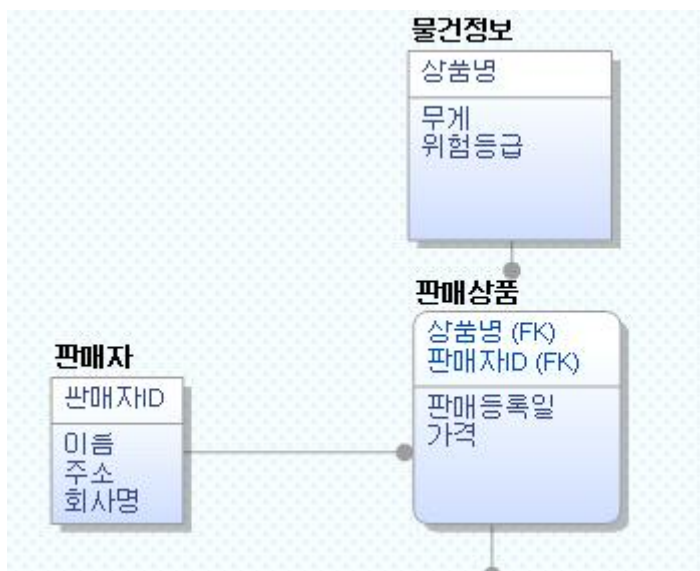 물건정보
상품명
무게
위험등급
판매상품
상품명 (FK)
판매자ID (FK)
판매등록일
가격
판매자
판매자ID
이름
주소
회사명